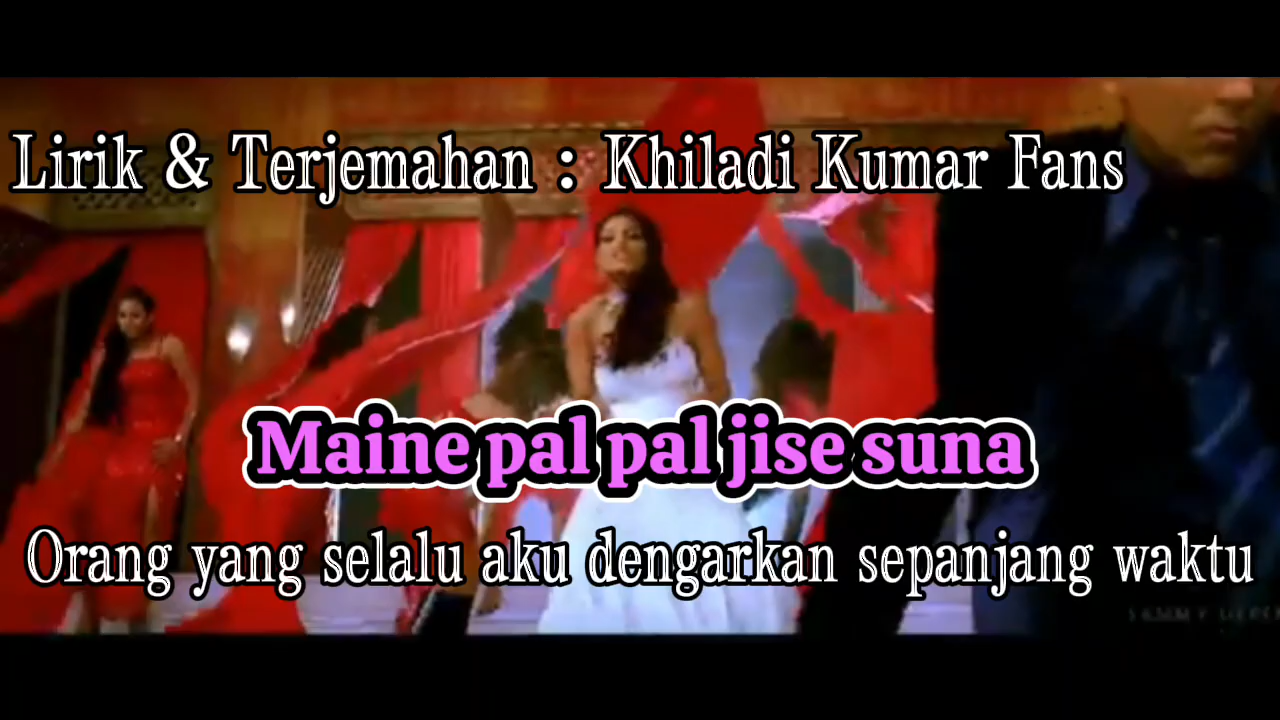 Lirik & Terjemahan : Khiladi Kumar Fans
Maine pal pal jise suna
Orang yang selalu aku dengarkan sepanjang waktu